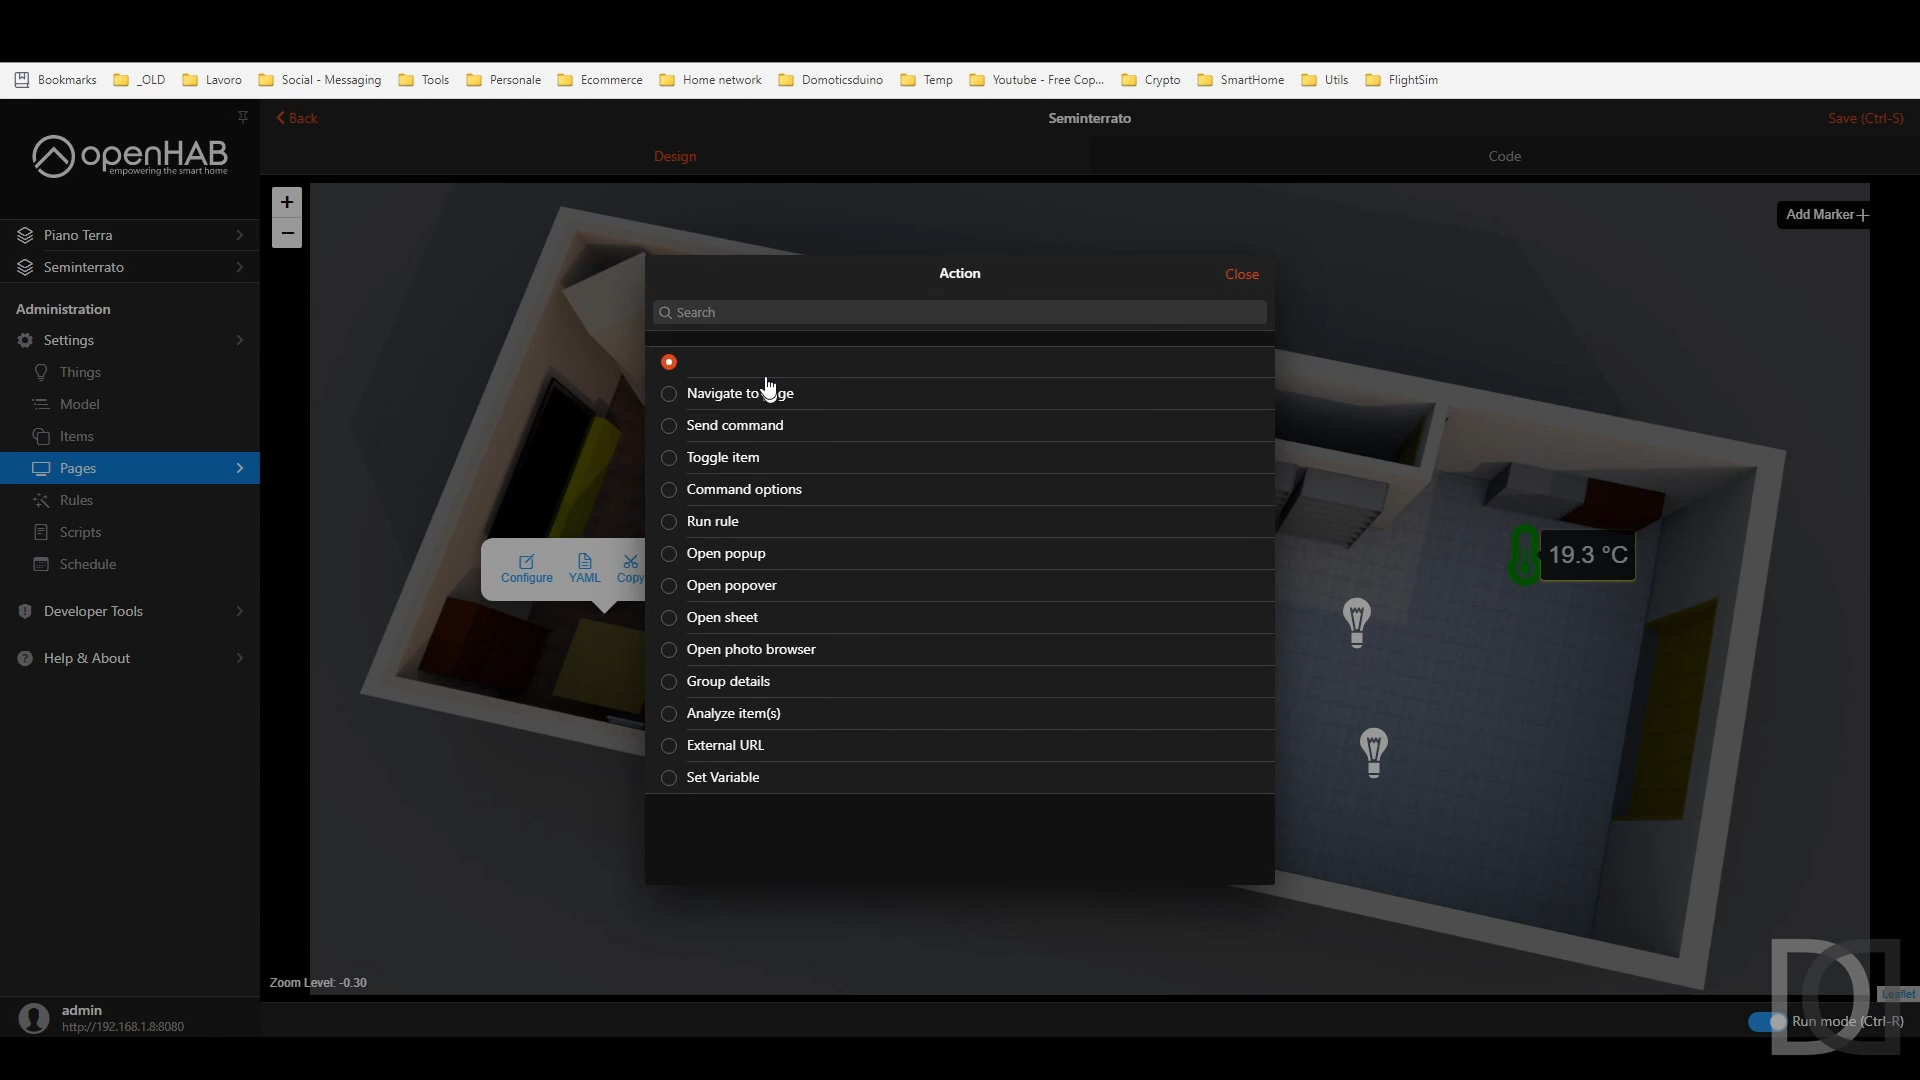 Bookmarks
_OLD
Lavoro
Social - Messaging
Tools
Personale
Ecommerce
Home network
Domoticsduino
Temp
Youtube - Free Cop...
Crypto
SmartHome
Utils
FlightSim
openHAB
empowering the smart home
Back
Seminterrato
Save (Ctrl-S)
Design
Code
Piano Terra
Seminterrato
Administration
Settings
Things
Model
Items
Pages
Rules
Scripts
Schedule
Developer Tools
Help & About
admin
http://192.168.1.8:8080
+
−
Add Marker+
Configure
YAML
Copy
Action
Close
Search
Navigate to
Send command
Toggle item
Command options
Run rule
Open popup
Open popover
Open sheet
Open photo browser
Group details
Analyze item(s)
External URL
Set Variable
19.3 °C
Zoom Level: -0.30
Leaflet
Run mode (Ctrl-R)